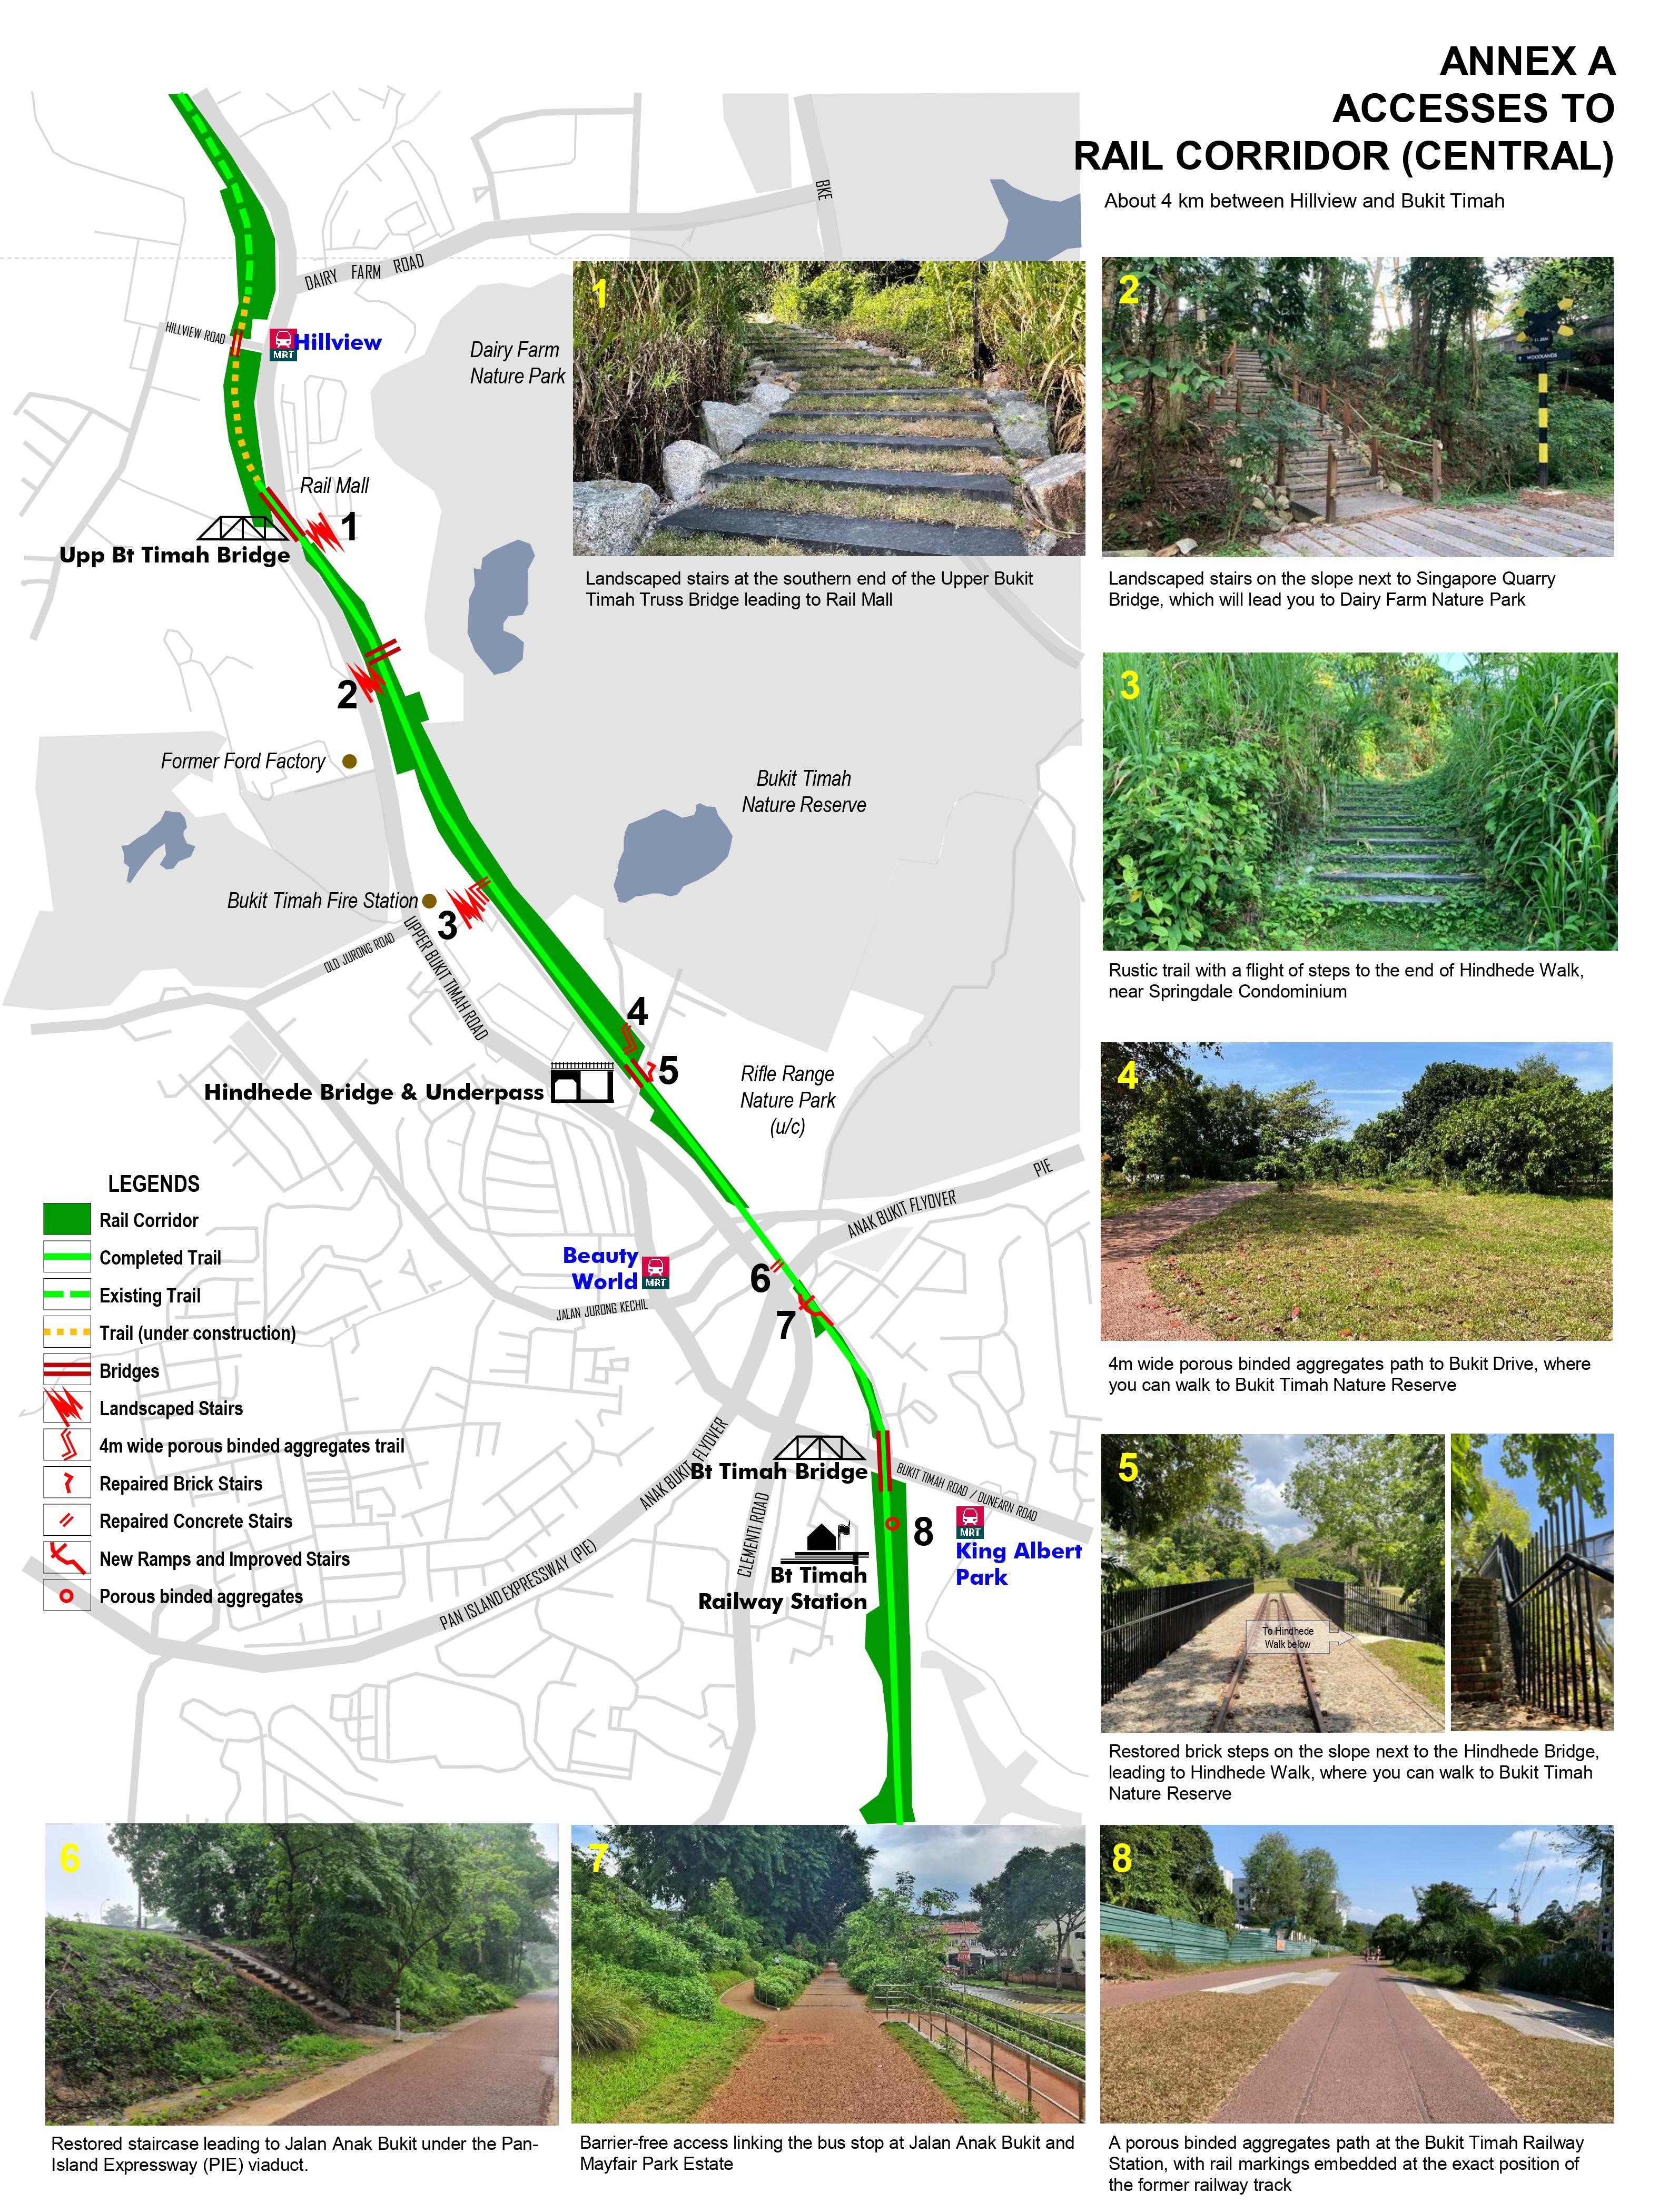 ANNEX A
ACCESSES TO
RAIL CORRIDOR (CENTRAL)
About 4 km between Hillview and Bukit Timah
BKE
DAIRY FARM ROAD
HILLVIEW ROAD
MRT
Hillview
Dairy Farm
Nature Park
Rail Mall
1
Upp Bt Timah Bridge
2
Former Ford Factory
Bukit Timah
Nature Reserve
Bukit Timah Fire Station
3
OLD JURONG ROAD
UPPER BUKIT TIMAH ROAD
4
5
Hindhede Bridge & Underpass
Rifle Range
Nature Park
(u/c)
PIE
ANAK BUKIT FLYOVER
Beauty
World
MRT
6
JALAN JURONG KECHIL
7
ANAK BUKIT FLYOVER
Bt Timah Bridge
BUKIT TIMAH ROAD / DUNEARN ROAD
CLEMENTI ROAD
8
MRT
King Albert
Park
Bt Timah
Railway Station
PAN ISLAND EXPRESSWAY (PIE)
LEGENDS
Rail Corridor
Completed Trail
Existing Trail
Trail (under construction)
Bridges
Landscaped Stairs
4m wide porous binded aggregates trail
Repaired Brick Stairs
Repaired Concrete Stairs
New Ramps and Improved Stairs
Porous binded aggregates
1
Landscaped stairs at the southern end of the Upper Bukit
Timah Truss Bridge leading to Rail Mall
2
WOODLANDS
Landscaped stairs on the slope next to Singapore Quarry
Bridge, which will lead you to Dairy Farm Nature Park
3
Rustic trail with a flight of steps to the end of Hindhede Walk,
near Springdale Condominium
4
4m wide porous binded aggregates path to Bukit Drive, where
you can walk to Bukit Timah Nature Reserve
5
To Hindhede
Walk below
Restored brick steps on the slope next to the Hindhede Bridge,
leading to Hindhede Walk, where you can walk to Bukit Timah
Nature Reserve
6
Restored staircase leading to Jalan Anak Bukit under the Pan-
Island Expressway (PIE) viaduct.
7
Barrier-free access linking the bus stop at Jalan Anak Bukit and
Mayfair Park Estate
8
A porous binded aggregates path at the Bukit Timah Railway
Station, with rail markings embedded at the exact position of
the former railway track